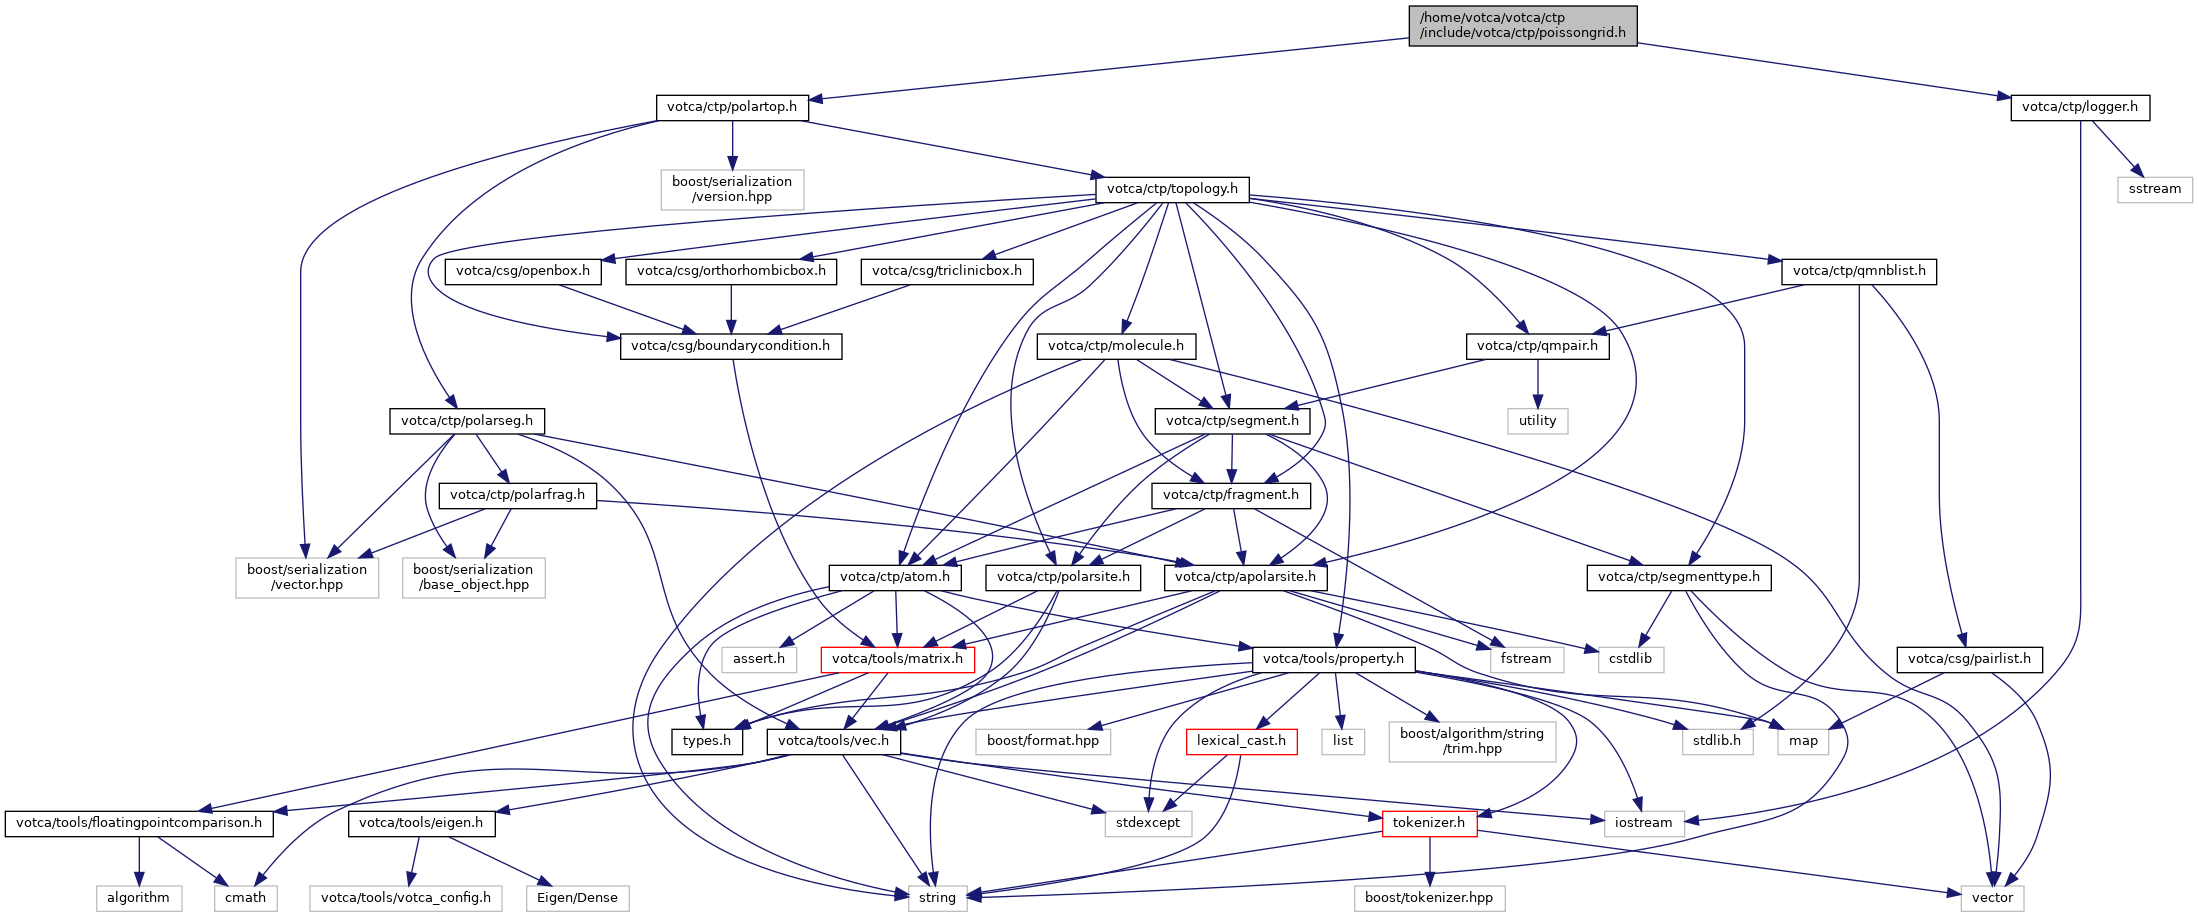 /home/votca/votca/ctp
/include/votca/ctp/poissongrid.h
votca/ctp/polartop.h
votca/ctp/logger.h
boost/serialization
/version.hpp
votca/ctp/topology.h
sstream
votca/csg/openbox.h
votca/csg/orthorhombicbox.h
votca/csg/triclinicbox.h
votca/ctp/qmnblist.h
votca/csg/boundarycondition.h
votca/ctp/molecule.h
votca/ctp/qmpair.h
votca/ctp/polarseg.h
votca/ctp/segment.h
utility
votca/ctp/polarfrag.h
votca/ctp/fragment.h
boost/serialization
/vector.hpp
boost/serialization
/base_object.hpp
votca/ctp/atom.h
votca/ctp/polarsite.h
votca/ctp/apolarsite.h
votca/ctp/segmenttype.h
assert.h
votca/tools/matrix.h
votca/tools/property.h
fstream
cstdlib
votca/csg/pairlist.h
types.h
votca/tools/vec.h
boost/format.hpp
lexical_cast.h
list
boost/algorithm/string
/trim.hpp
stdlib.h
map
votca/tools/floatingpointcomparison.h
votca/tools/eigen.h
stdexcept
tokenizer.h
iostream
algorithm
cmath
votca/tools/votca_config.h
Eigen/Dense
string
boost/tokenizer.hpp
vector